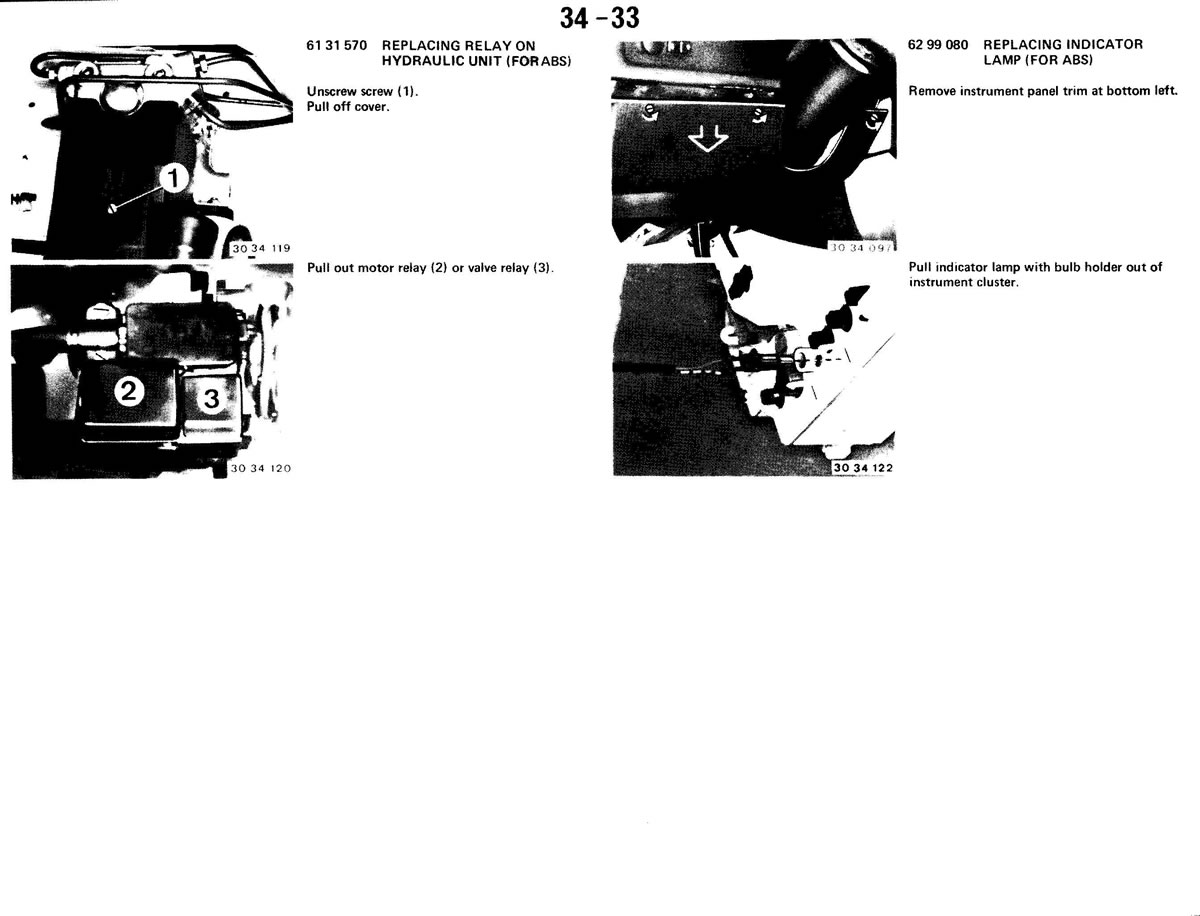 34 - 33
61 31 570 REPLACING RELAY ON
HYDRAULIC UNIT (FOR ABS)
Unscrew screw (1).
Pull off cover.
1
30 34 119
Pull out motor relay (2) or valve relay (3).
2
3
30 34 120
62 99 080 REPLACING INDICATOR
LAMP (FOR ABS)
Remove instrument panel trim at bottom left.
30 34 097
Pull indicator lamp with bulb holder out of
instrument cluster.
30 34 122